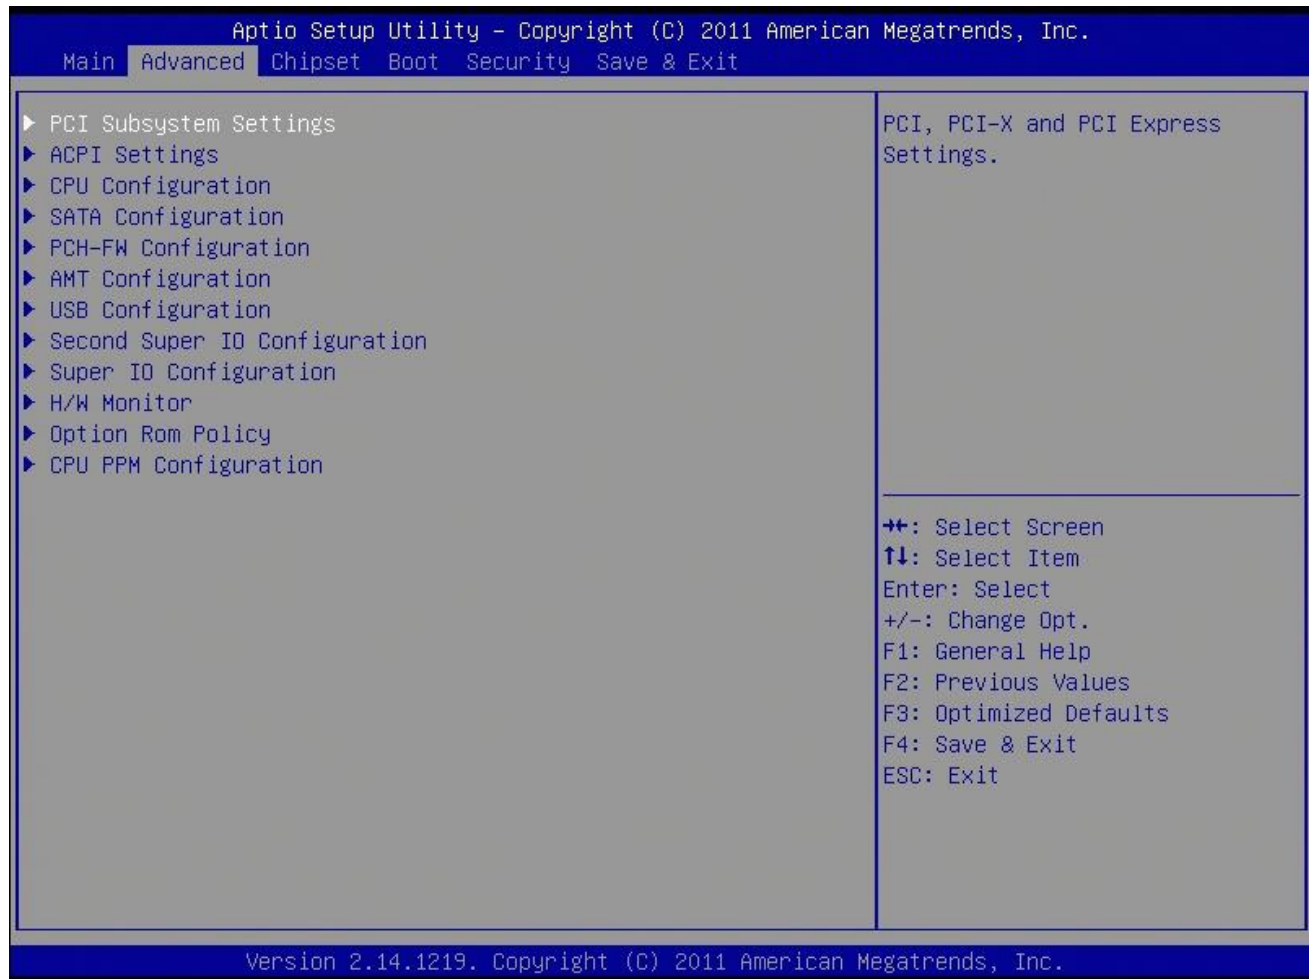 Aptio Setup Utility – Copyright (C) 2011 American Megatrends, Inc.
Main Advanced Chipset Boot Security Save & Exit
▶ PCI Subsystem Settings
▶ ACPI Settings
▶ CPU Configuration
▶ SATA Configuration
▶ PCH-FW Configuration
▶ AMT Configuration
▶ USB Configuration
▶ Second Super IO Configuration
▶ Super IO Configuration
▶ H/W Monitor
▶ Option Rom Policy
▶ CPU PPM Configuration
PCI, PCI-X and PCI Express
Settings.
→←: Select Screen
↑↓: Select Item
Enter: Select
+/-: Change Opt.
F1: General Help
F2: Previous Values
F3: Optimized Defaults
F4: Save & Exit
ESC: Exit
Version 2.14.1219. Copyright (C) 2011 American Megatrends, Inc.